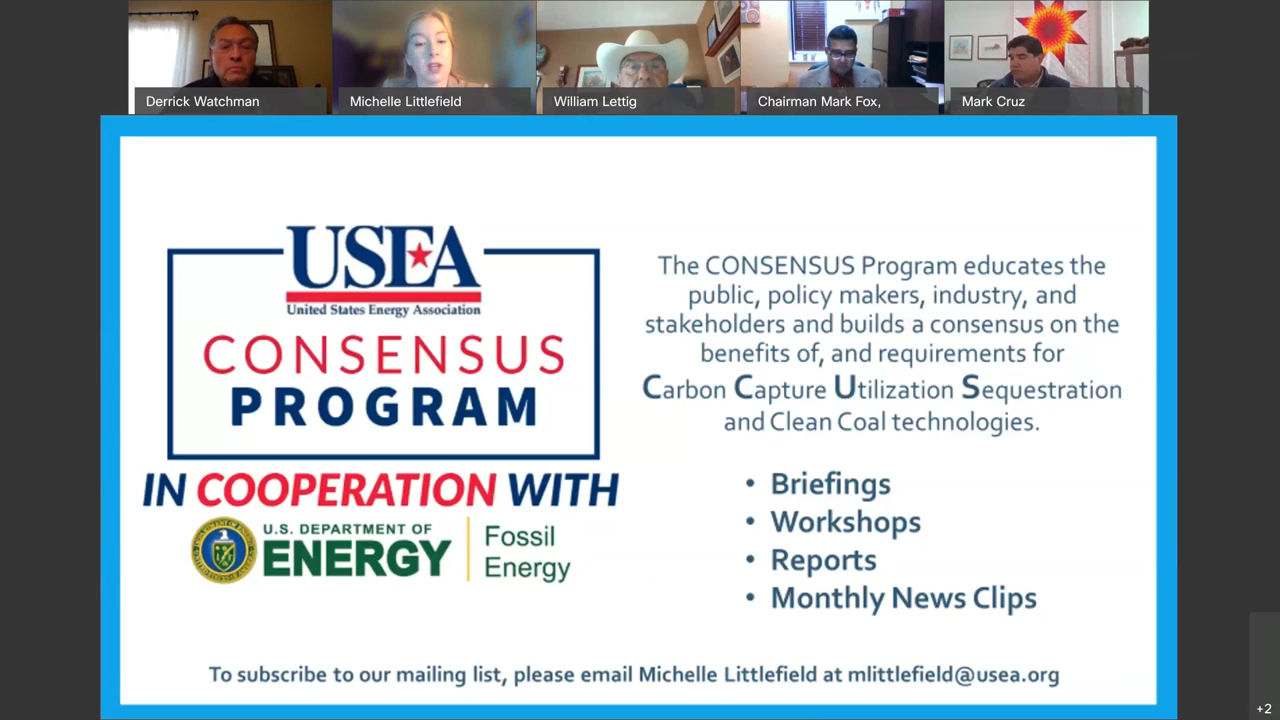 Derrick Watchman
Michelle Littlefield
William Lettig
Chairman Mark Fox,
Mark Cruz
USEA
United States Energy Association
CONSENSUS
PROGRAM
IN COOPERATION WITH
U.S. DEPARTMENT OF
ENERGY
Fossil
Energy
The CONSENSUS Program educates the
public, policy makers, industry, and
stakeholders and builds a consensus on the
benefits of, and requirements for
Carbon Capture Utilization Sequestration
and Clean Coal technologies.
• Briefings
• Workshops
• Reports
• Monthly News Clips
To subscribe to our mailing list, please email Michelle Littlefield at mlittlefield@usea.org
+2